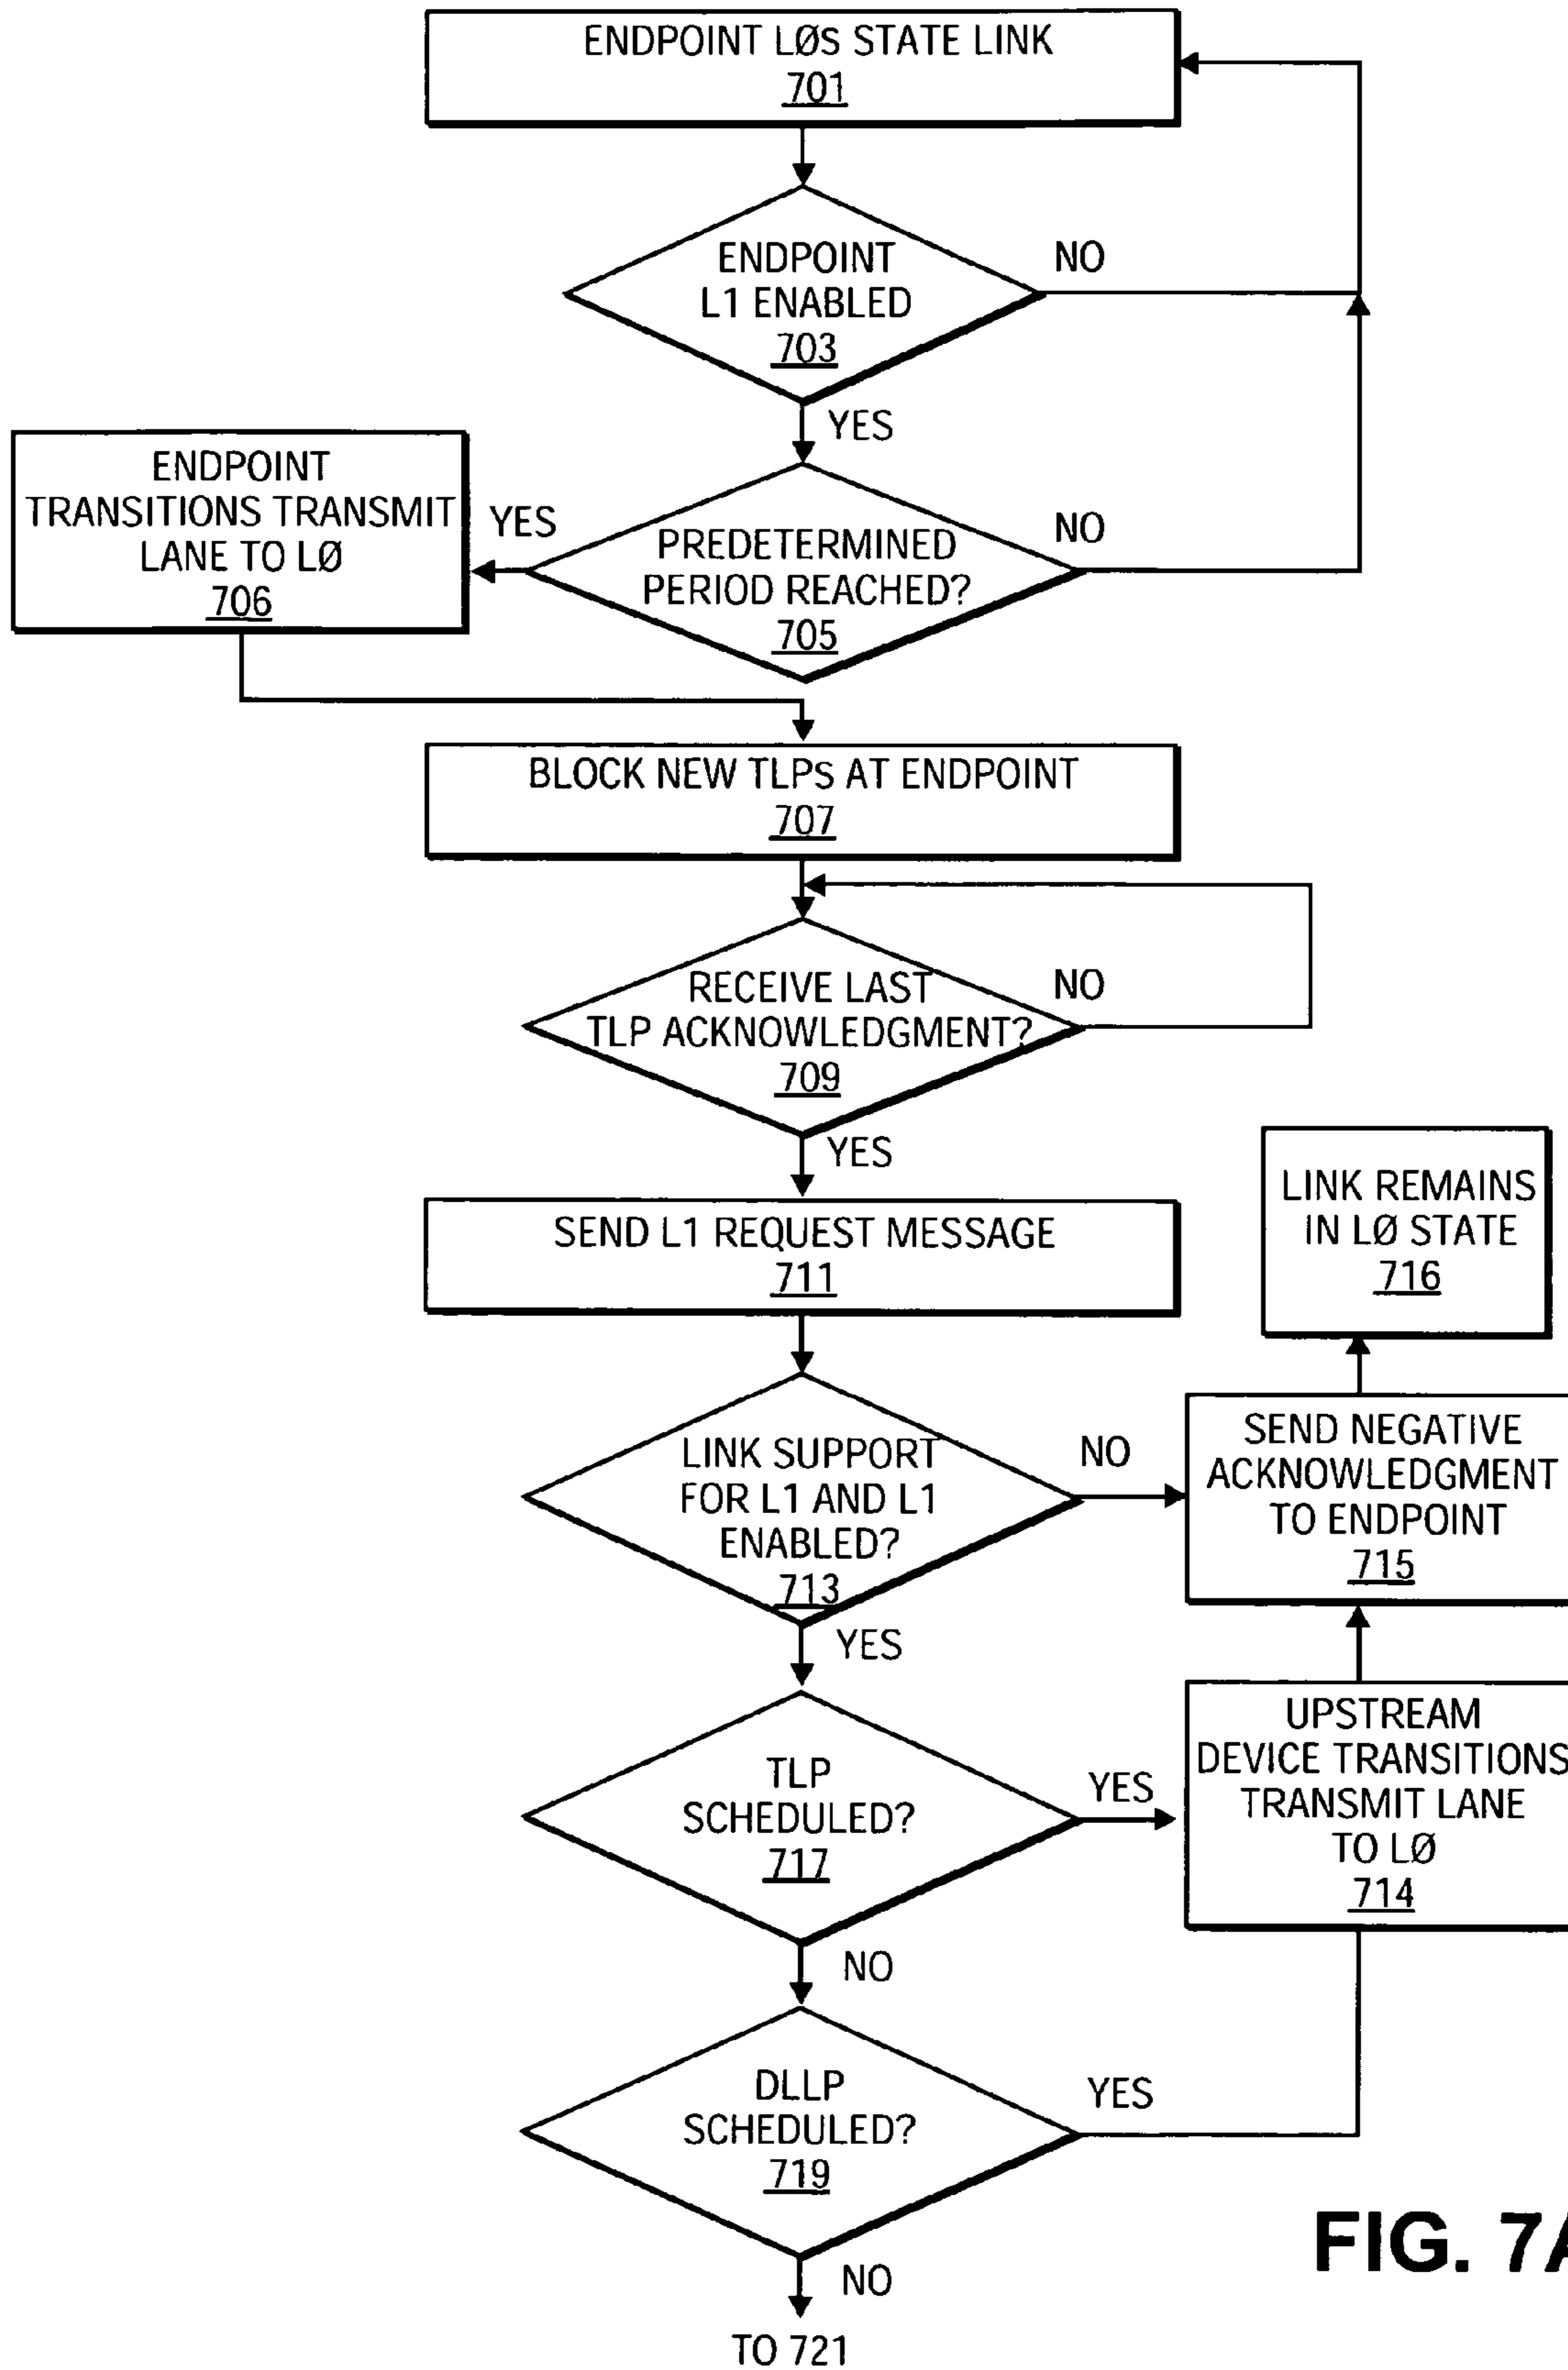 ENDPOINT LØS STATE LINK
701
ENDPOINT
L1 ENABLED
703
NO
YES
ENDPOINT
TRANSITIONS TRANSMIT
LANE TO LØ
706
YES
PREDETERMINED
PERIOD REACHED?
705
NO
BLOCK NEW TLPS AT ENDPOINT
707
RECEIVE LAST
TLP ACKNOWLEDGMENT?
709
NO
YES
SEND L1 REQUEST MESSAGE
711
LINK REMAINS
IN LØ STATE
716
LINK SUPPORT
FOR L1 AND L1
ENABLED?
713
NO
YES
SEND NEGATIVE
ACKNOWLEDGMENT
TO ENDPOINT
715
TLP
SCHEDULED?
717
YES
NO
UPSTREAM
DEVICE TRANSITIONS
TRANSMIT LANE
TO LØ
714
DLLP
SCHEDULED?
719
YES
NO
TO 721
FIG. 7A